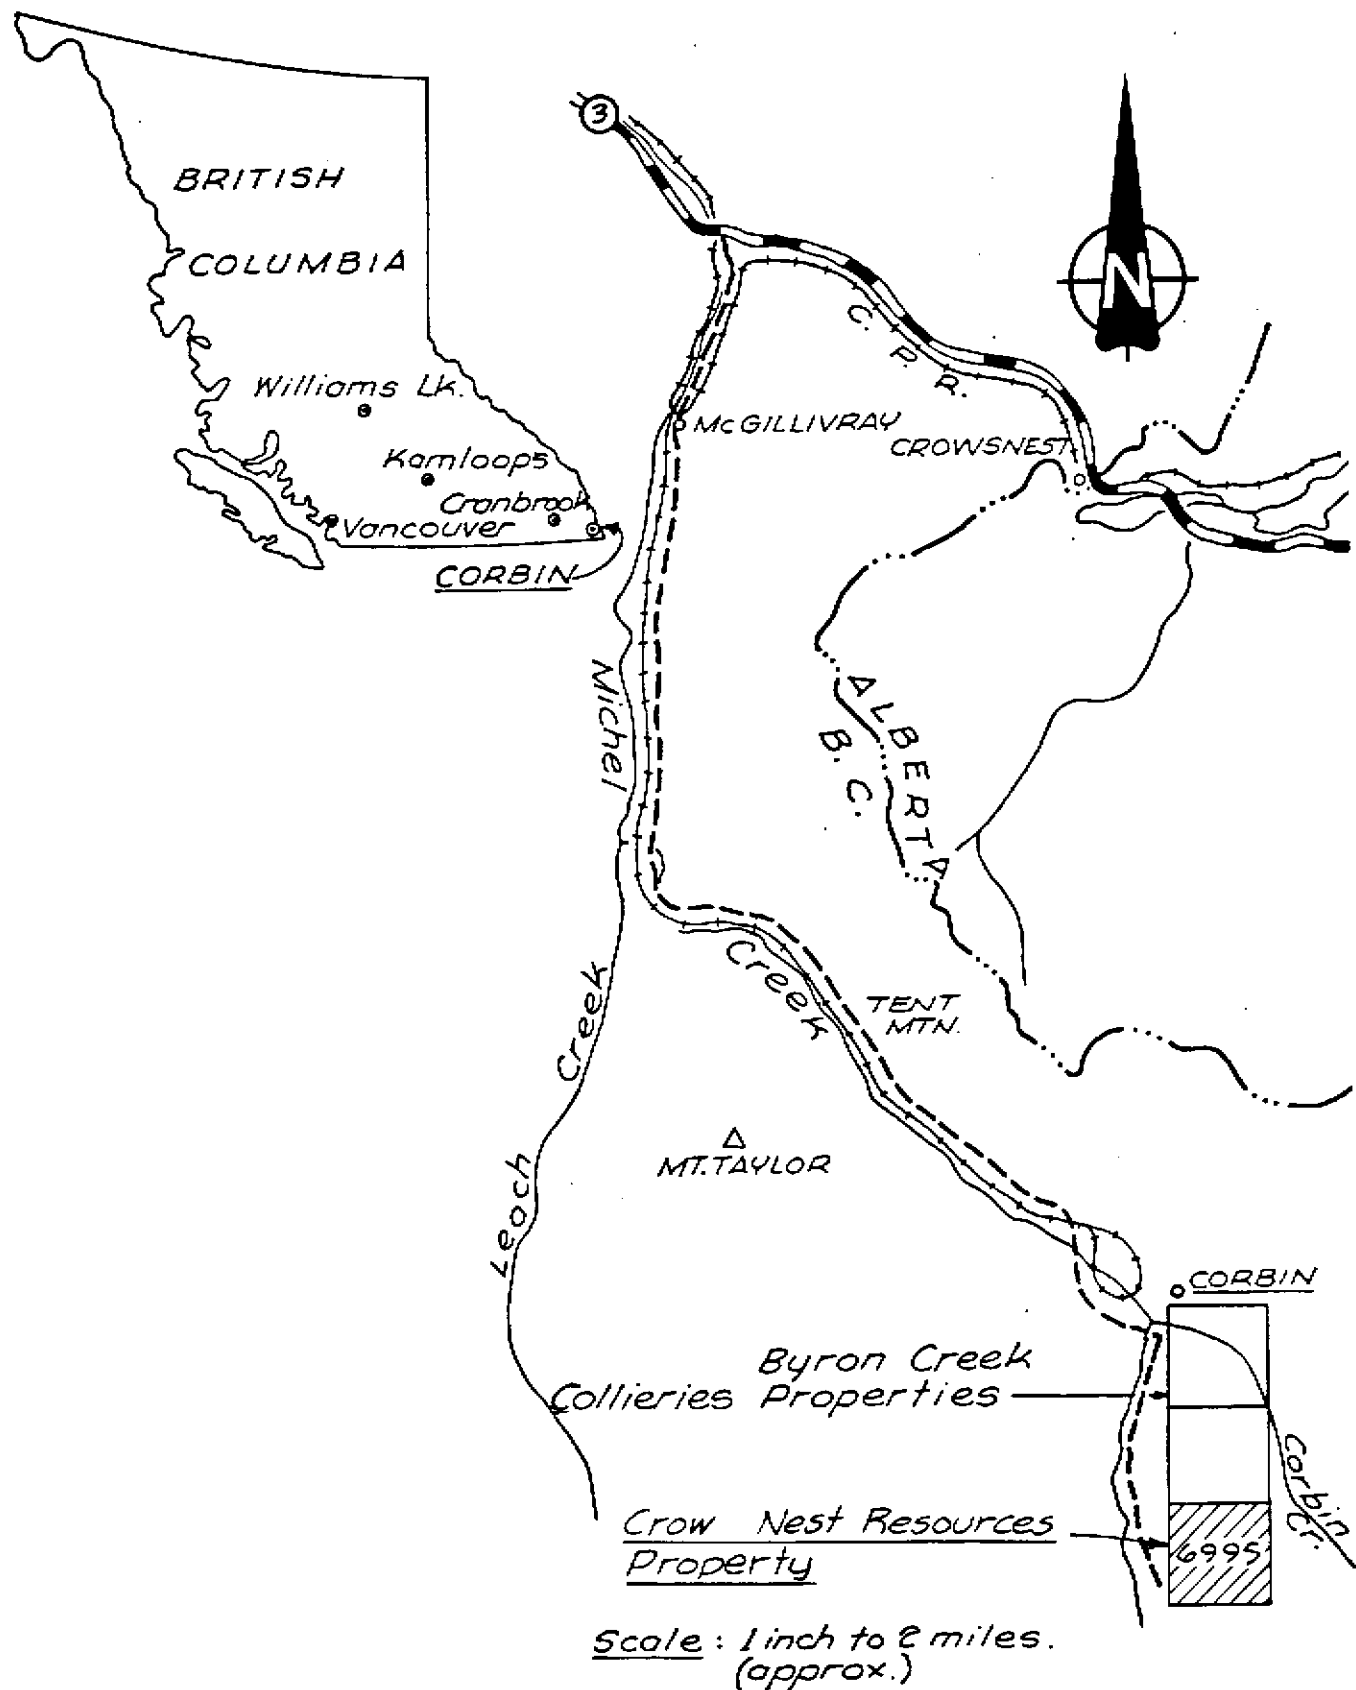 3
BRITISH
COLUMBIA
N
C. P. R.
Williams Lk.
McGILLIVRAY
CROWSNEST
Kamloops
Cranbrook
Vancouver
CORBIN
Michel
ALBERTA
B. C.
Creek
Creek
TENT
MTN.
MT. TAYLOR
Leach
CORBIN
Byron Creek
Collieries Properties
Corbin
Cr.
Crow Nest Resources
Property
6995
Scale : 1 inch to 2 miles.
(approx.)